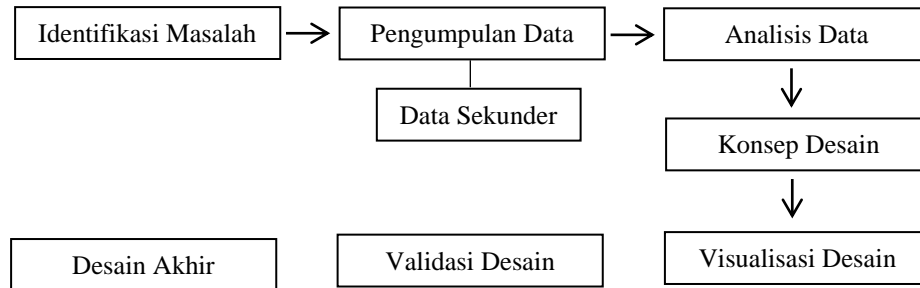 Identifikasi Masalah
Pengumpulan Data
Analisis Data
Data Sekunder
Konsep Desain
Visualisasi Desain
Validasi Desain
Desain Akhir